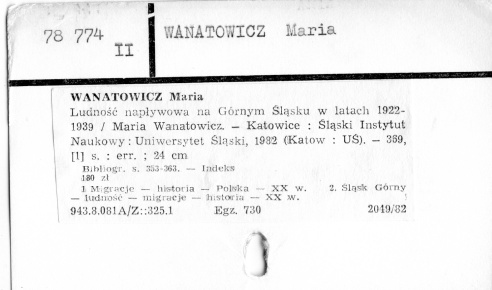 78 774
II
WANATOWICZ Maria
WANATOWICZ Maria
Ludność napływowa na Górnym Śląsku w latach 1922-
1939 / Maria Wanatowicz. — Katowice : Śląski Instytut
Naukowy : Uniwersytet Śląski, 1982 (Katow : UŚ). — 369,
[1] s. : err. ; 24 cm
Bibliogr. s. 353-363. — Indeks
180 zł
1. Migracje — historia — Polska — XX w. 2. Śląsk Górny
— ludność — migracje — historia — XX w.
943.8.081A/Z::325.1 Egz. 730 2049/82